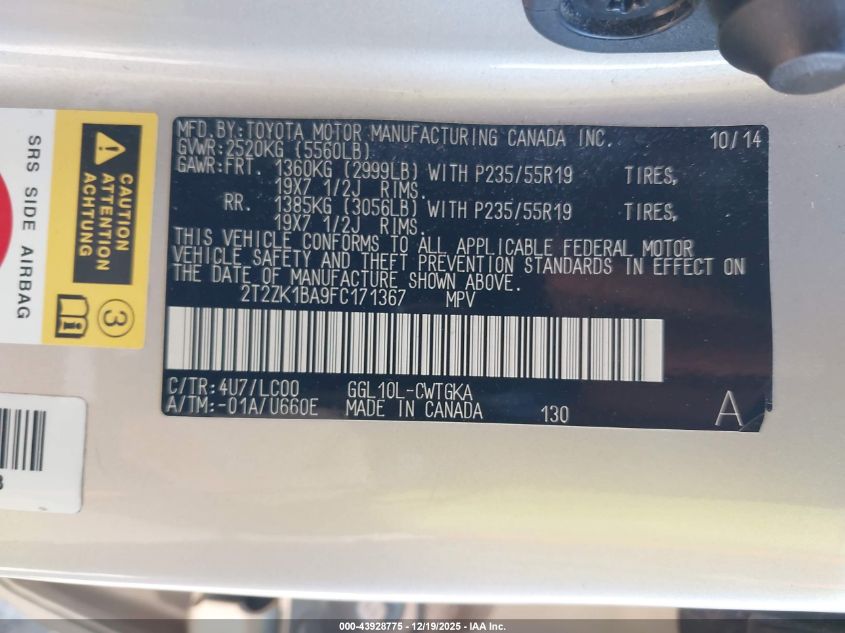 MFD.BY:TOYOTA MOTOR MANUFACTURING CANADA INC. 10/14
GVWR:2520KG (5560LB)
GAWR:FRT. 1360KG (2999LB) WITH P235/55R19 TIRES,
19X7 1/2J RIMS.
RR. 1385KG (3056LB) WITH P235/55R19 TIRES,
19X7 1/2J RIMS.
THIS VEHICLE CONFORMS TO ALL APPLICABLE FEDERAL MOTOR
VEHICLE SAFETY AND THEFT PREVENTION STANDARDS IN EFFECT ON
THE DATE OF MANUFACTURE SHOWN ABOVE.
2T2ZK1BA9FC171367 MPV
C/TR:4U7/LC00 GGL10L-CWTGKA
A/TM:-01A/U660E MADE IN CANADA 130 A
CAUTION
ATTENTION
ACHTUNG
3
i
SRS SIDE AIRBAG
000-43928775 - 12/19/2025 - IAA Inc.